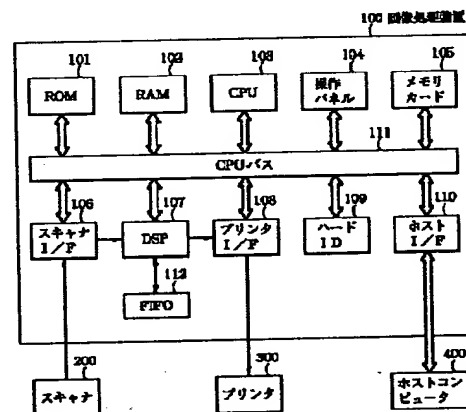 100 画像処理装置
101
102
103
104
105
ROM
RAM
CPU
操作
パネル
メモリ
カード
111
CPUバス
106
107
108
109
110
スキャナ
I/F
DSP
プリンタ
I/F
ハード
ID
ホスト
I/F
112
FIFO
200
300
400
スキャナ
プリンタ
ホストコン
ピュータ